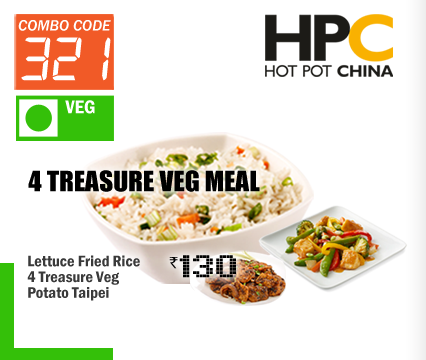 COMBO CODE
321
VEG
HPC
HOT POT CHINA
4 TREASURE VEG MEAL
Lettuce Fried Rice
4 Treasure Veg
Potato Taipei
₹130